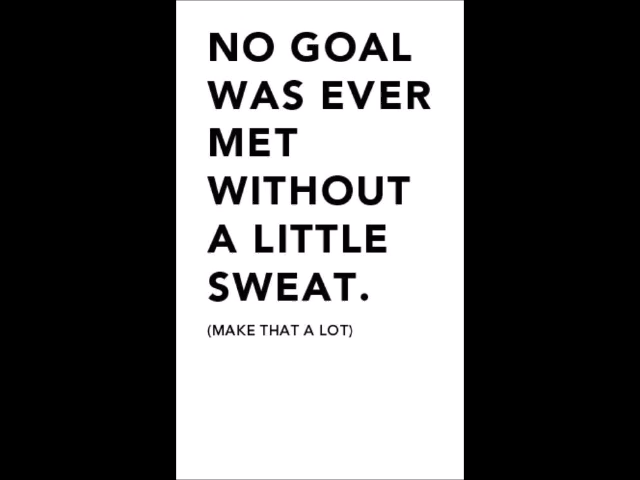 NO GOAL
WAS EVER
MET
WITHOUT
A LITTLE
SWEAT.
(MAKE THAT A LOT)